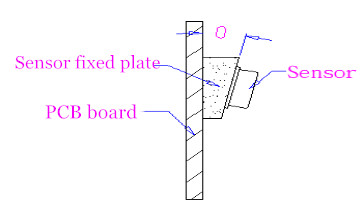 Q
Sensor fixed plate
Sensor
PCB board